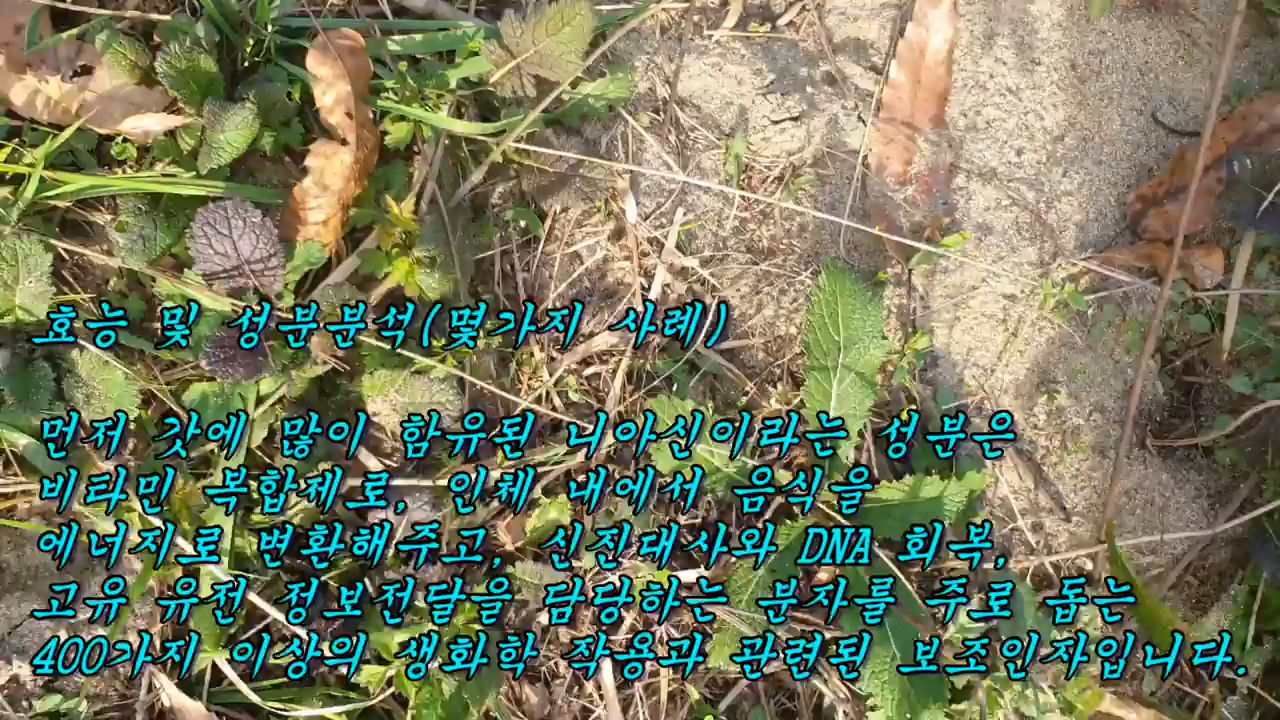 효능 및 성분분석(몇가지 사례)
먼저 갓에 많이 함유된 니아신이라는 성분은
비타민 복합제로, 인체 내에서 음식을
에너지로 변환해주고, 신진대사와 DNA 회복,
고유 유전 정보전달을 담당하는 분자를 주로 돕는
400가지 이상의 생화학 작용과 관련된 보조인자입니다.